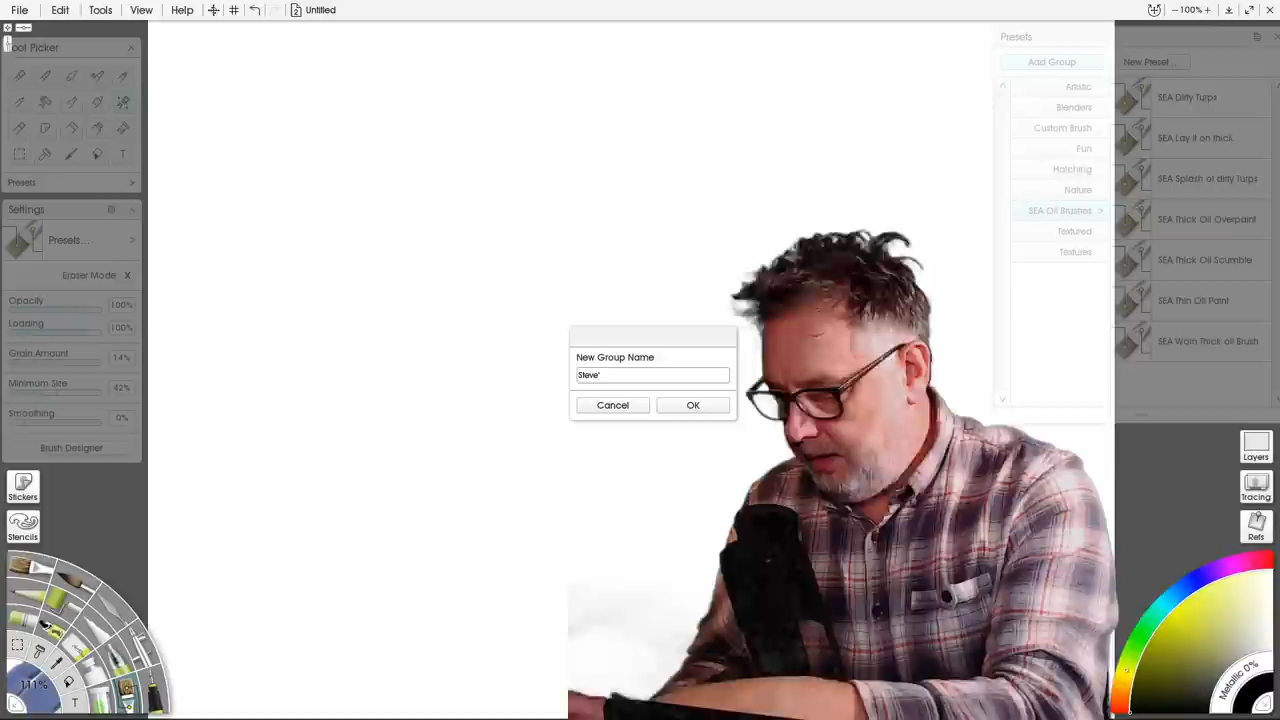 File Edit Tools View Help 2 Untitled
−100%+
Tool Picker
Presets >
Settings
Presets... >
Eraser Mode X
Opacity 100%
Loading 100%
Grain Amount 14%
Minimum Size 42%
Smoothing 0%
Brush Designer
Stickers
Stencils
111%
T
New Group Name
Steve'
Cancel OK
Presets
Add Group
Artistic
Blenders
Custom Brush
Fun
Hatching
Nature
SEA Oil Brushes >
Textured
Textures
New Preset...
SEA Dirty Turps
SEA Lay it on thick
SEA Splash of dirty Turps
SEA Thick Oil Overpaint
SEA Thick Oil Scumble
SEA Thin Oil Paint
SEA Worn Thick oil Brush
Layers
Tracing
Refs
Metallic 0%